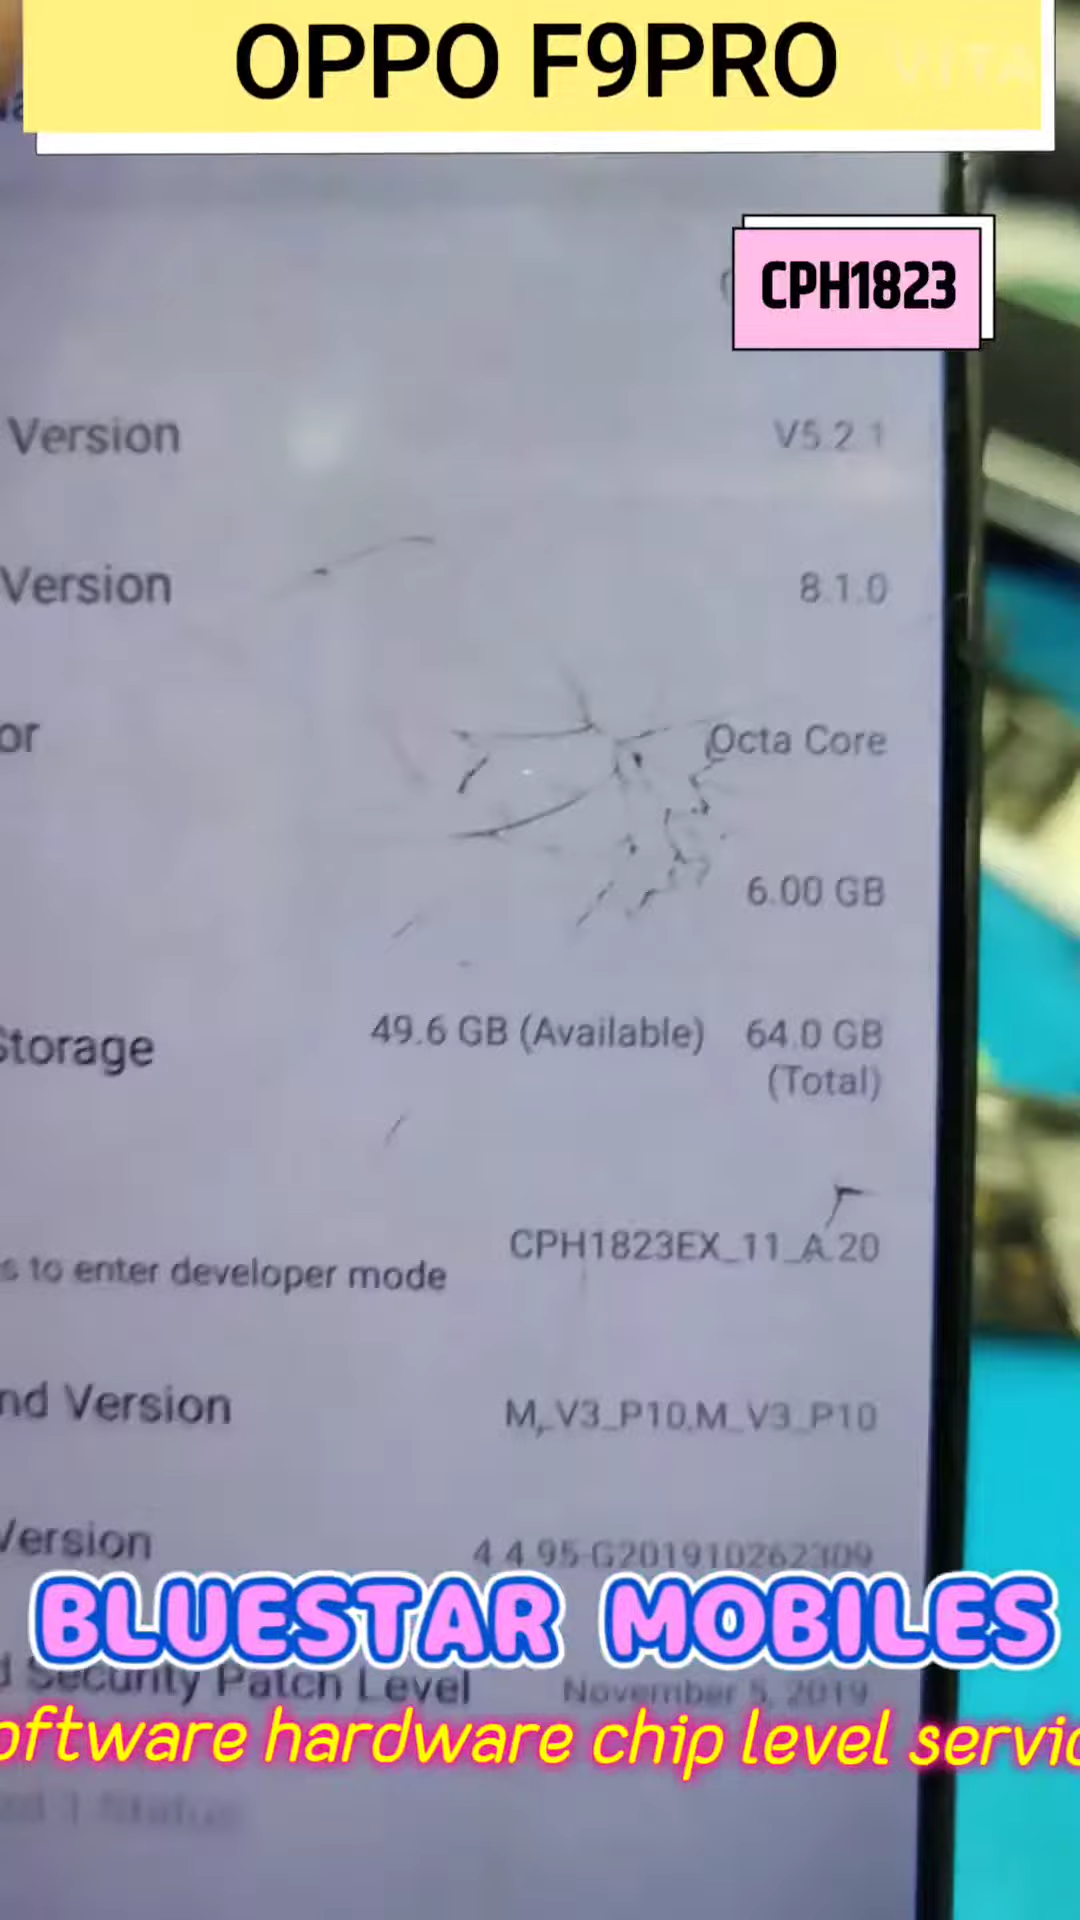 OPPO F9PRO
VITA
CPH1823
Version V5.2.1
Version 8.1.0
or Octa Core
6.00 GB
Storage 49.6 GB (Available) 64.0 GB
(Total)
CPH1823EX_11_A.20
s to enter developer mode
nd Version M_V3_P10,M_V3_P10
Version 4.4.95-G201910262309
BLUESTAR MOBILES
d Security Patch Level November 5, 2019
oftware hardware chip level servic
Status